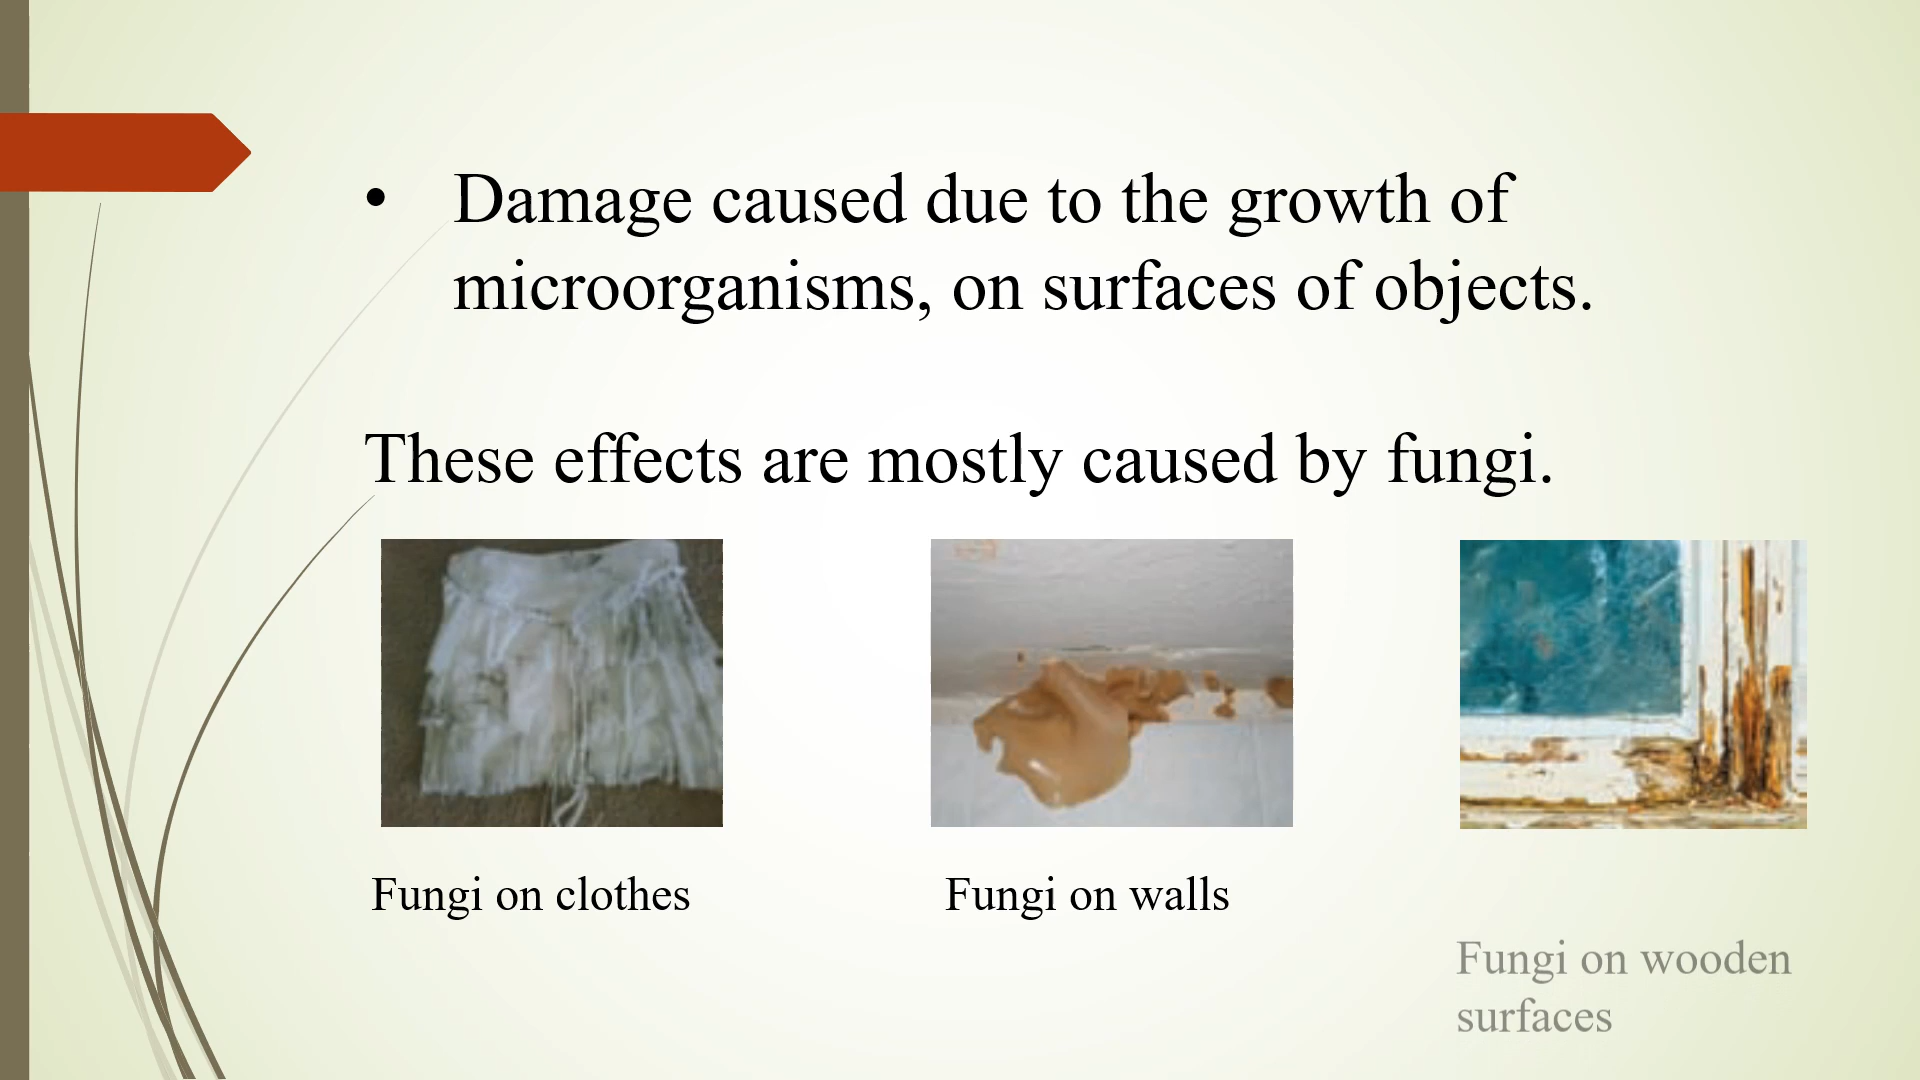 • Damage caused due to the growth of
microorganisms, on surfaces of objects.
These effects are mostly caused by fungi.
Fungi on clothes
Fungi on walls
Fungi on wooden
surfaces